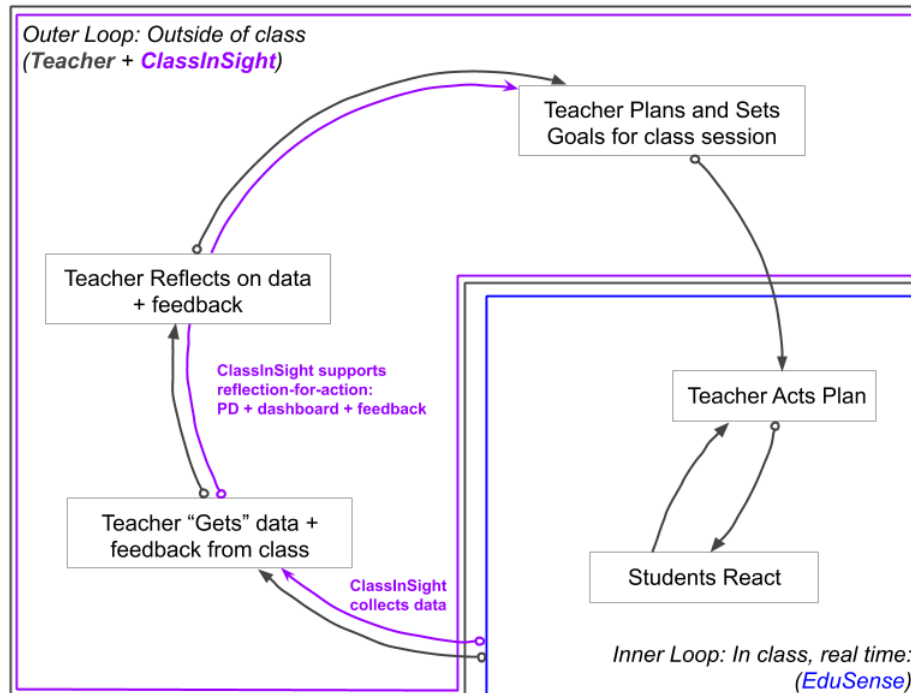 Outer Loop: Outside of class
(Teacher + ClassInSight)
Teacher Plans and Sets
Goals for class session
Teacher Reflects on data
+ feedback
ClassInSight supports
reflection-for-action:
PD + dashboard + feedback
Teacher Acts Plan
Teacher “Gets” data +
feedback from class
Students React
ClassInSight
collects data
Inner Loop: In class, real time:
(EduSense)